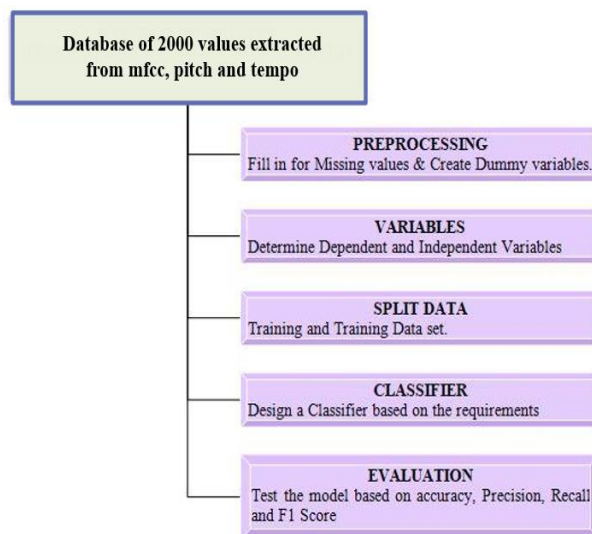 Database of 2000 values extracted
from mfcc, pitch and tempo
PREPROCESSING
Fill in for Missing values & Create Dummy variables.
VARIABLES
Determine Dependent and Independent Variables
SPLIT DATA
Training and Training Data set.
CLASSIFIER
Design a Classifier based on the requirements
EVALUATION
Test the model based on accuracy, Precision, Recall
and F1 Score